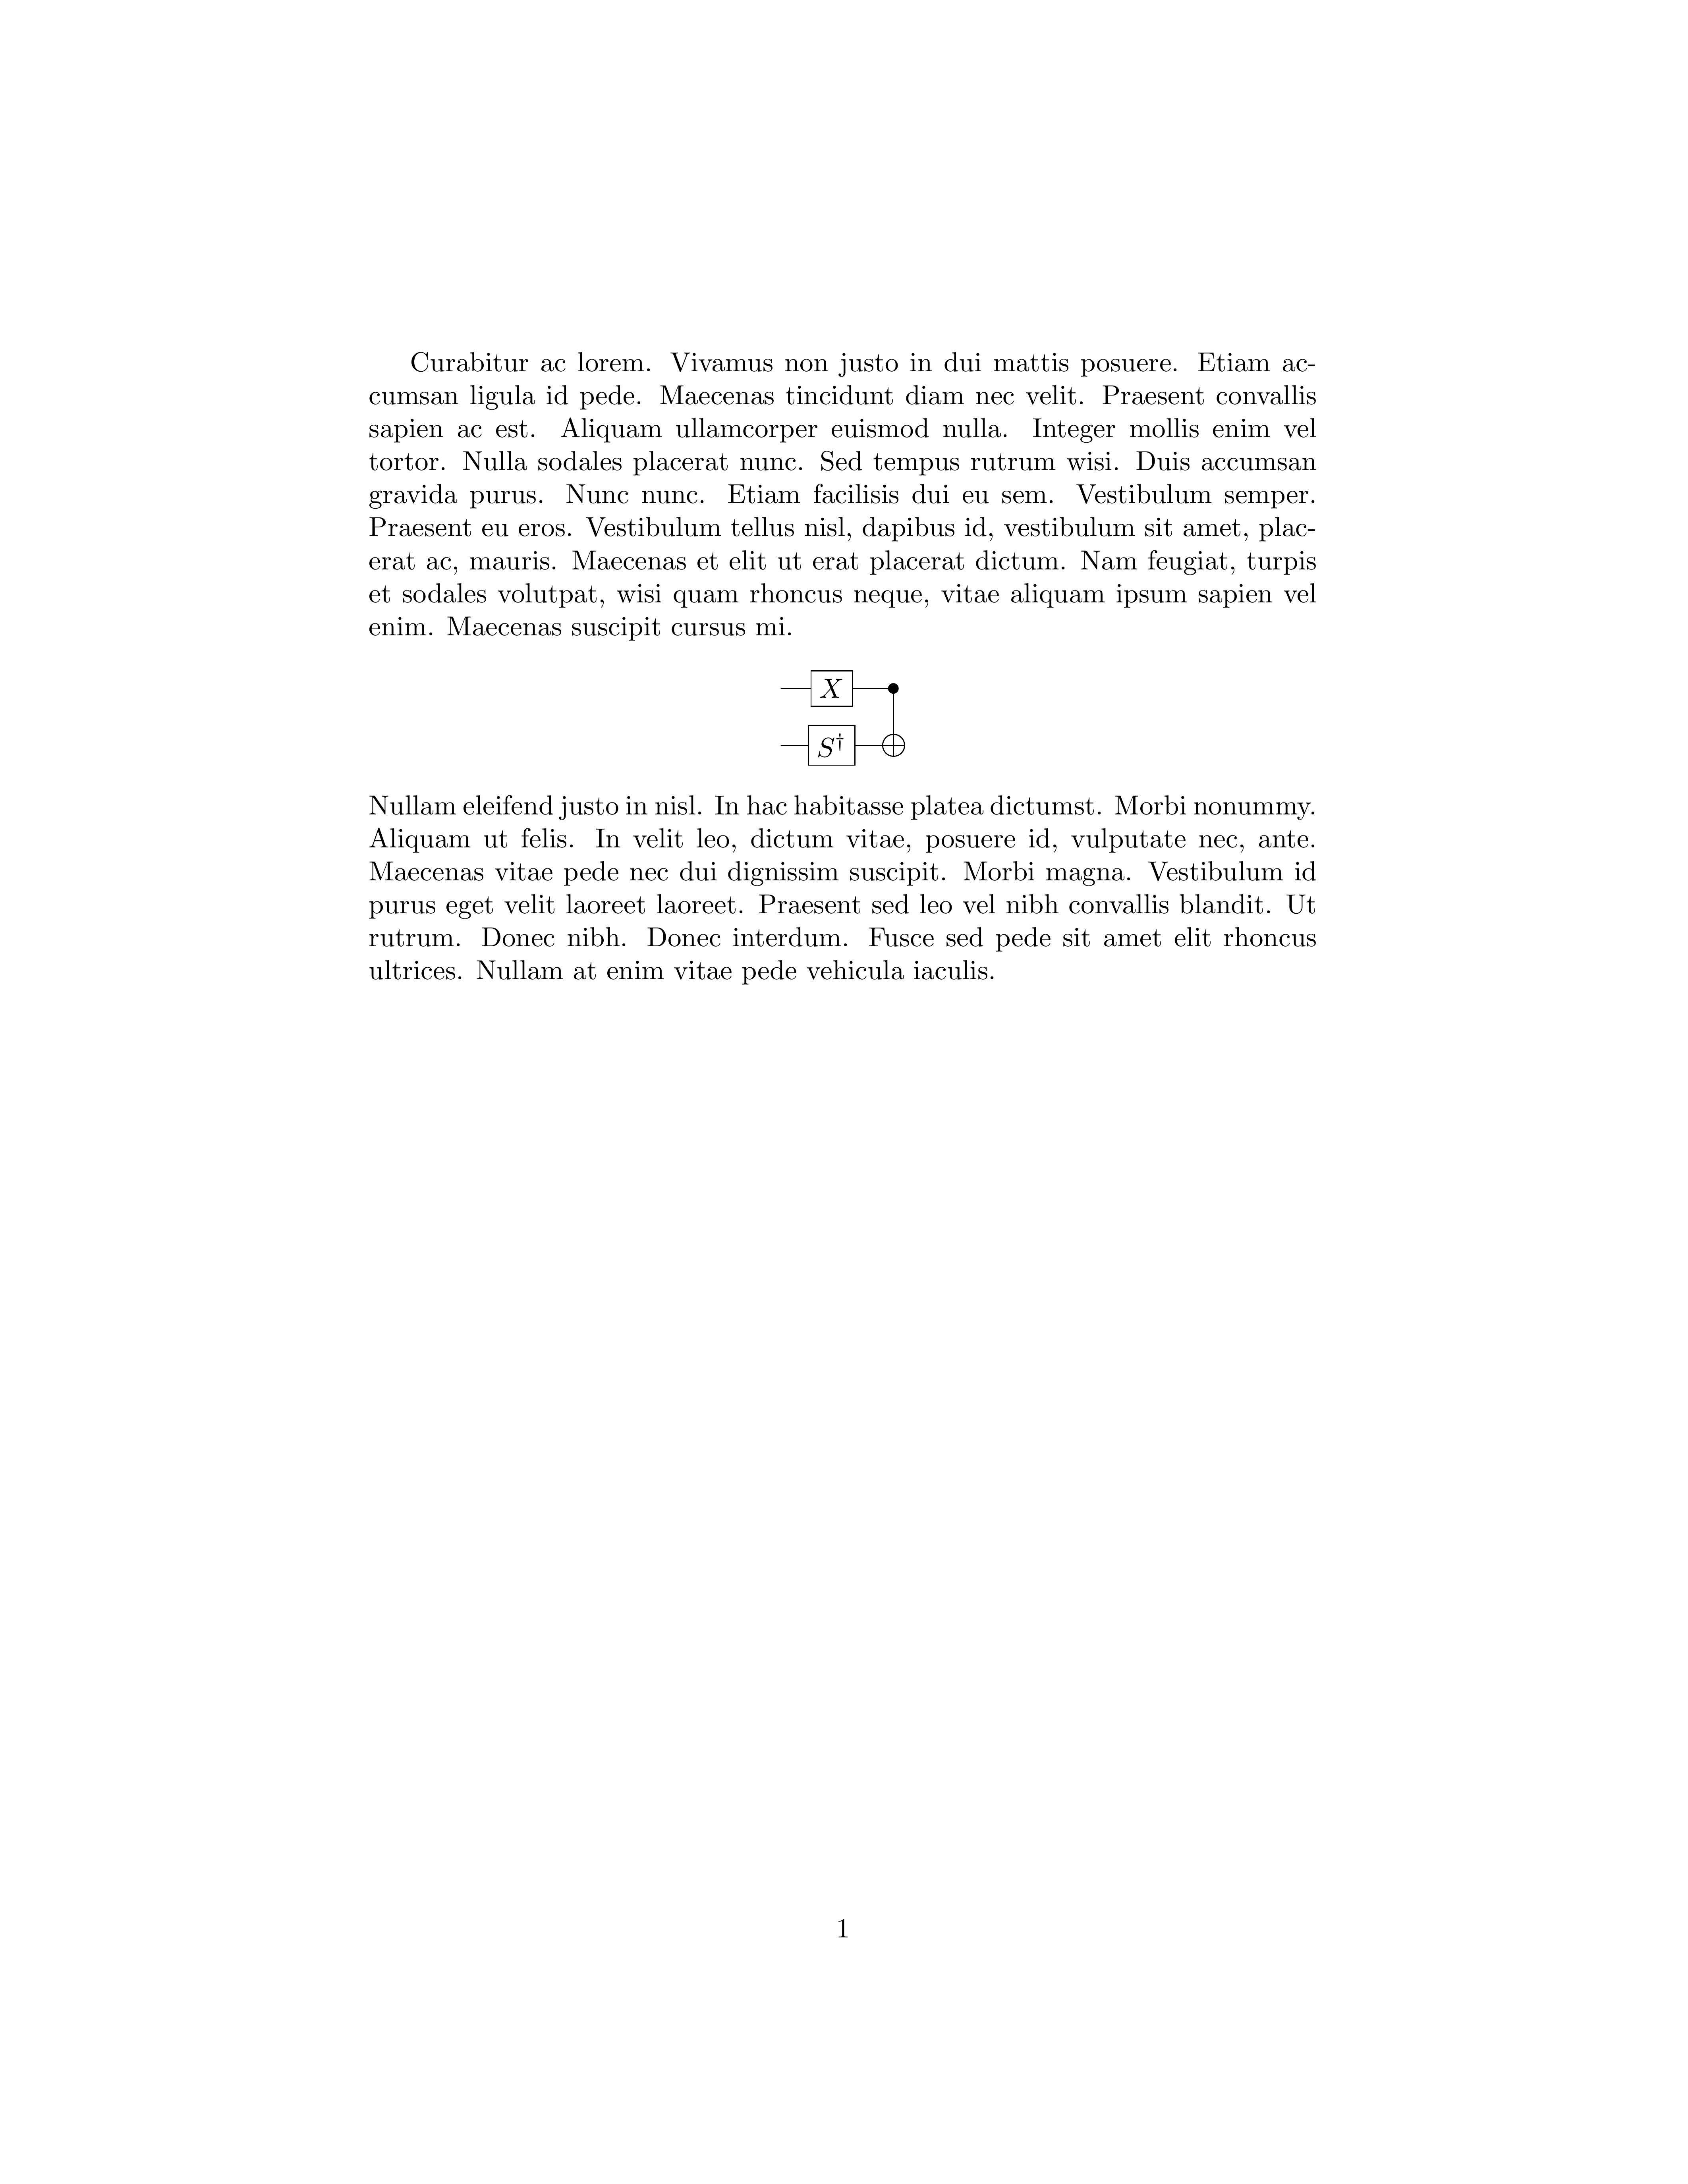 Curabitur ac lorem. Vivamus non justo in dui mattis posuere. Etiam ac-
cumsan ligula id pede. Maecenas tincidunt diam nec velit. Praesent convallis
sapien ac est. Aliquam ullamcorper euismod nulla. Integer mollis enim vel
tortor. Nulla sodales placerat nunc. Sed tempus rutrum wisi. Duis accumsan
gravida purus. Nunc nunc. Etiam facilisis dui eu sem. Vestibulum semper.
Praesent eu eros. Vestibulum tellus nisl, dapibus id, vestibulum sit amet, plac-
erat ac, mauris. Maecenas et elit ut erat placerat dictum. Nam feugiat, turpis
et sodales volutpat, wisi quam rhoncus neque, vitae aliquam ipsum sapien vel
enim. Maecenas suscipit cursus mi.
X
S†
Nullam eleifend justo in nisl. In hac habitasse platea dictumst. Morbi nonummy.
Aliquam ut felis. In velit leo, dictum vitae, posuere id, vulputate nec, ante.
Maecenas vitae pede nec dui dignissim suscipit. Morbi magna. Vestibulum id
purus eget velit laoreet laoreet. Praesent sed leo vel nibh convallis blandit. Ut
rutrum. Donec nibh. Donec interdum. Fusce sed pede sit amet elit rhoncus
ultrices. Nullam at enim vitae pede vehicula iaculis.
1